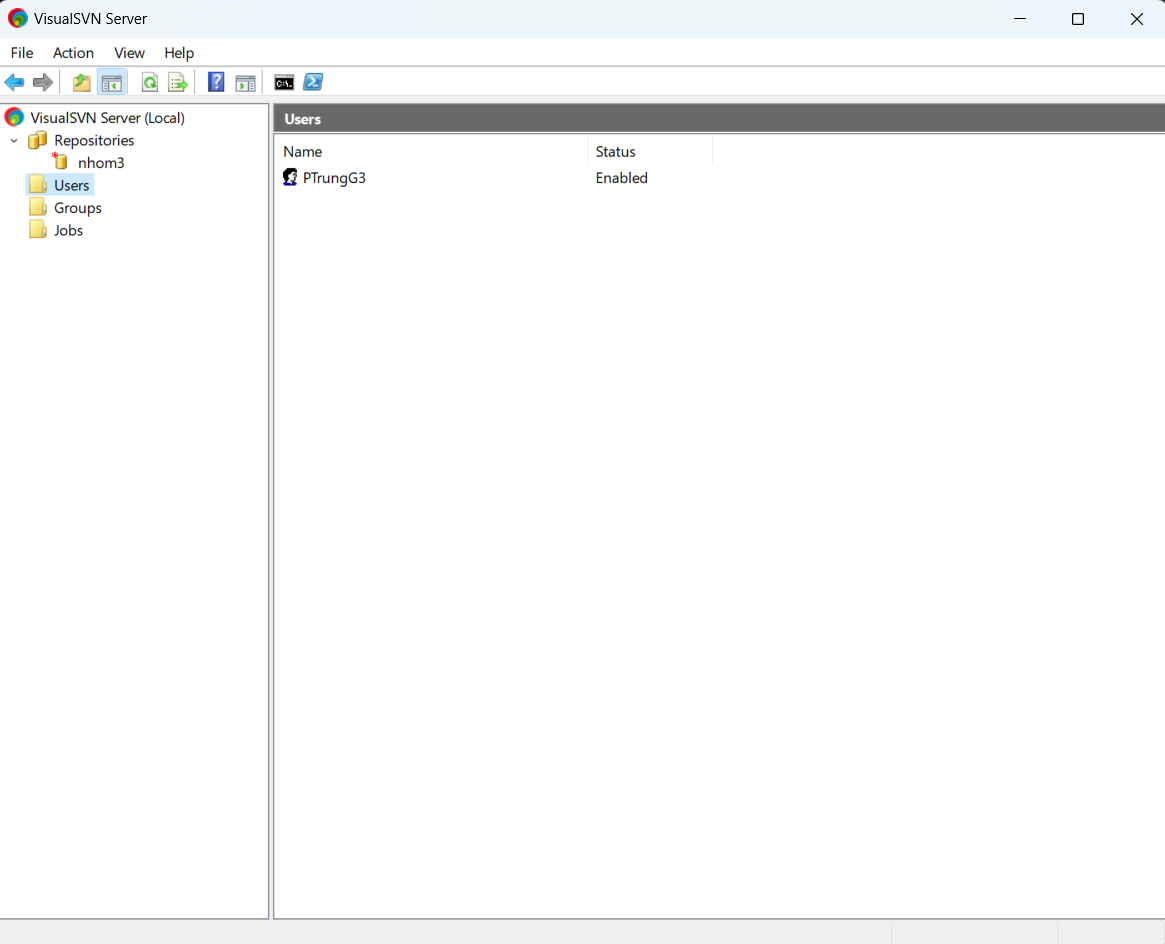 VisualSVN Server
File Action View Help
VisualSVN Server (Local)
Repositories
nhom3
Users
Groups
Jobs
Users
Name Status
PTrungG3 Enabled